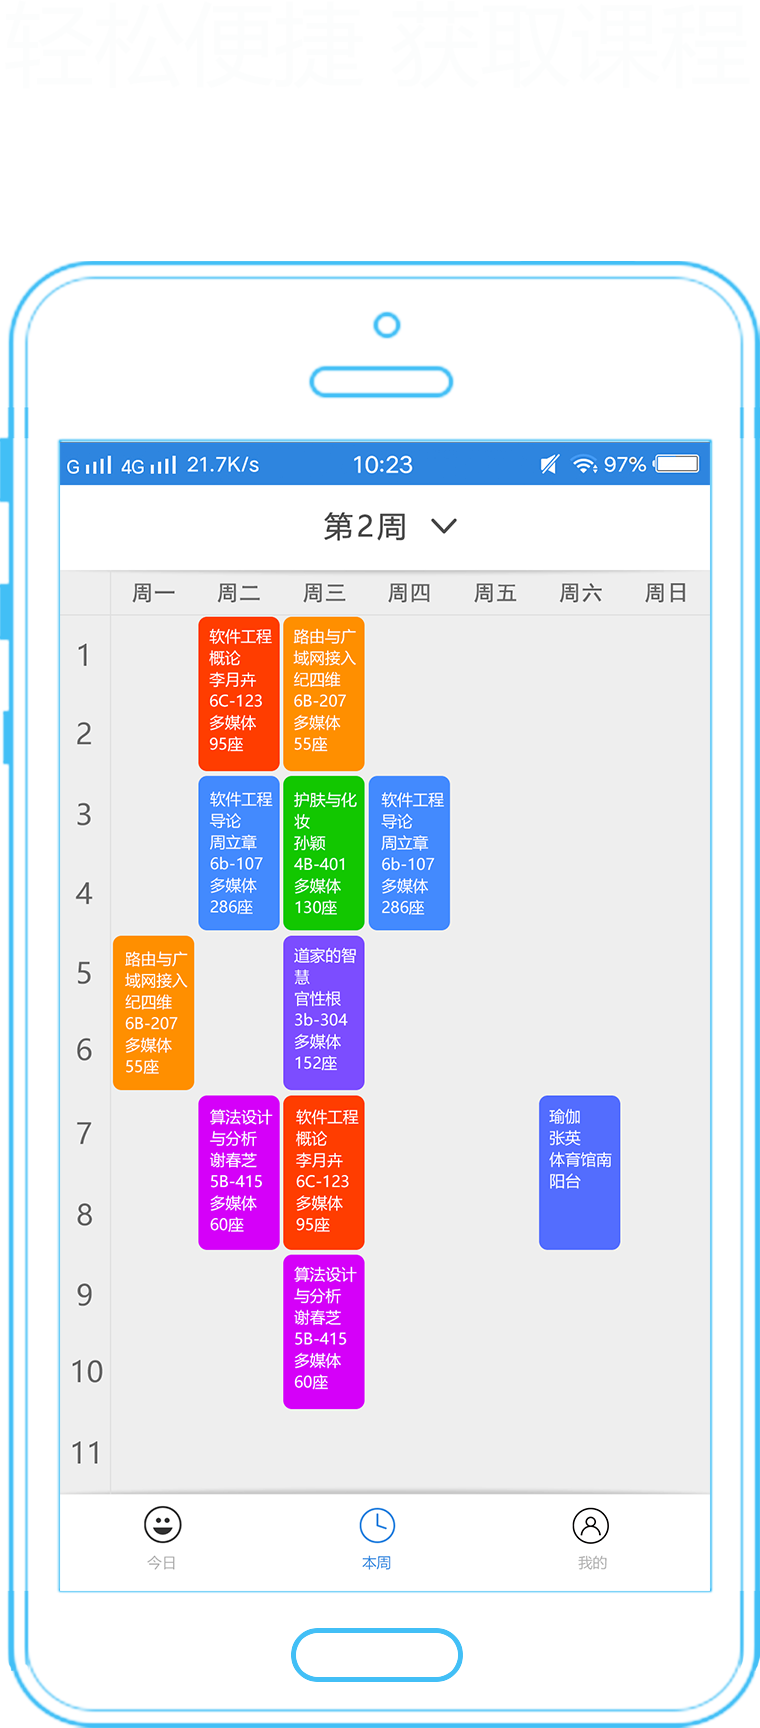 轻松便捷 获取课程
G 4G 21.7K/s 10:23 97%
第2周
周一 周二 周三 周四 周五 周六 周日
1
2
3
4
5
6
7
8
9
10
11
软件工程
概论
李月卉
6C-123
多媒体
95座
路由与广
域网接入
纪四维
6B-207
多媒体
55座
软件工程
导论
周立章
6b-107
多媒体
286座
护肤与化
妆
孙颖
4B-401
多媒体
130座
软件工程
导论
周立章
6b-107
多媒体
286座
路由与广
域网接入
纪四维
6B-207
多媒体
55座
道家的智
慧
官性根
3b-304
多媒体
152座
算法设计
与分析
谢春芝
5B-415
多媒体
60座
软件工程
概论
李月卉
6C-123
多媒体
95座
瑜伽
张英
体育馆南
阳台
算法设计
与分析
谢春芝
5B-415
多媒体
60座
今日 本周 我的